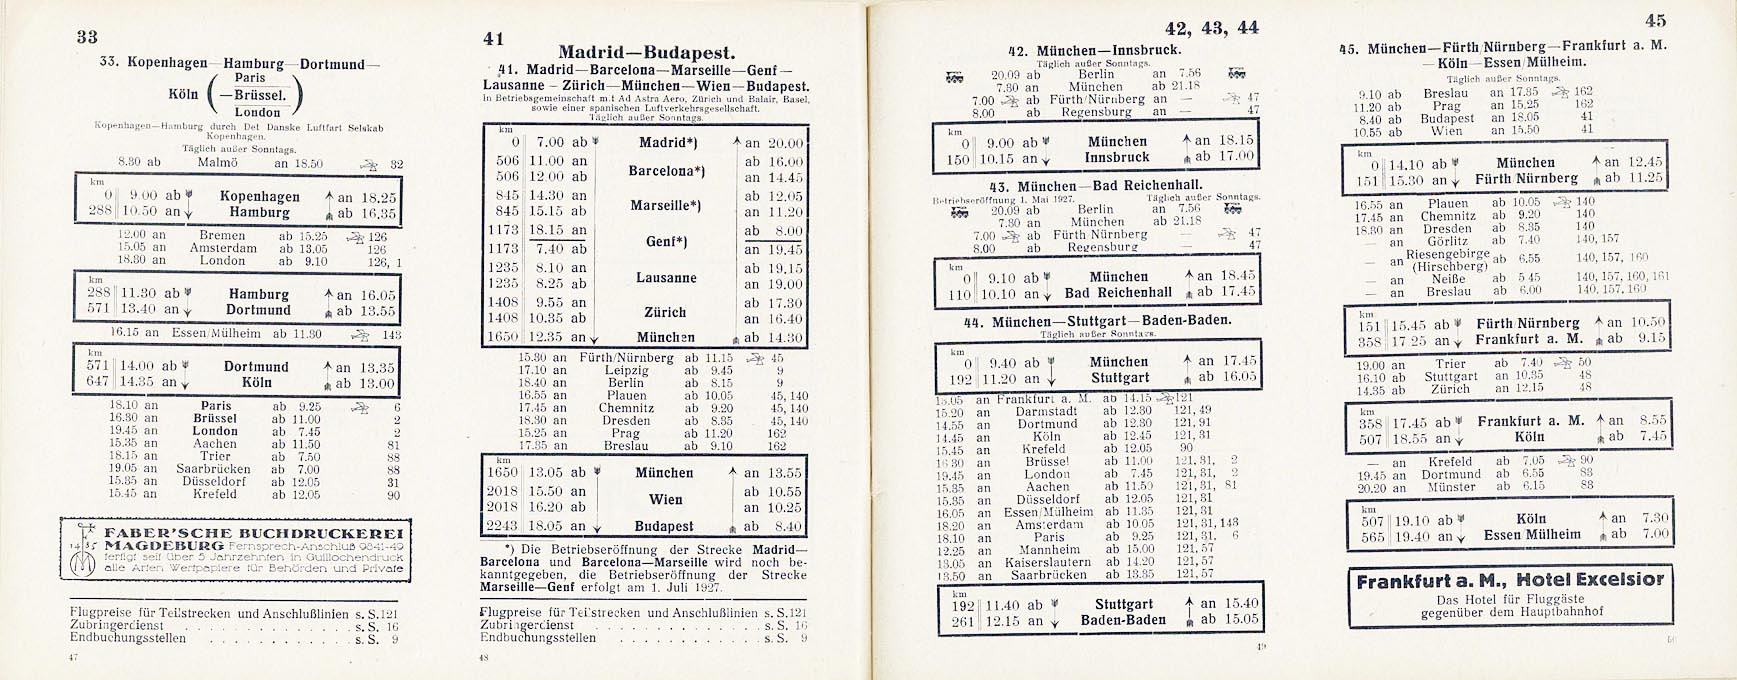 33
33. Kopenhagen—Hamburg—Dortmund—
Köln ( Paris
—Brüssel. )
London
Kopenhagen—Hamburg durch Det Danske Luftfart Selskab
Kopenhagen.
Täglich außer Sonntags.
8.30 ab Malmö an 18.50 32
km
0 9.00 ab Kopenhagen an 18.25
288 10.50 an Hamburg ab 16.35
12.00 an Bremen ab 15.25 126
15.05 an Amsterdam ab 13.05 126
18.30 an London ab 9.10 126, 1
km
288 11.30 ab Hamburg an 16.05
571 13.40 an Dortmund ab 13.55
16.15 an Essen/Mülheim ab 11.30 143
km
571 14.00 ab Dortmund an 13.35
647 14.35 an Köln ab 13.00
18.10 an Paris ab 9.25 6
16.30 an Brüssel ab 11.00 2
19.45 an London ab 7.45 2
15.35 an Aachen ab 11.50 81
18.15 an Trier ab 7.50 88
19.05 an Saarbrücken ab 7.00 88
15.35 an Düsseldorf ab 12.05 31
15.45 an Krefeld ab 12.05 90
FABER'SCHE BUCHDRUCKEREI
MAGDEBURG Fernsprech-Anschluß 9841-49
fertigt seit über 5 Jahrzehnten in Guillochendruck
alle Arten Wertpapiere für Behörden und Private
Flugpreise für Teilstrecken und Anschlußlinien s. S. 121
Zubringerdienst . . . . . . . . . . s. S. 16
Endbuchungsstellen . . . . . . . . . s. S. 9
47
41
Madrid—Budapest.
41. Madrid—Barcelona—Marseille—Genf—
Lausanne – Zürich—München—Wien—Budapest.
in Betriebsgemeinschaft mit Ad Astra Aero, Zürich und Balair, Basel,
sowie einer spanischen Luftverkehrsgesellschaft.
Täglich außer Sonntags
km
0 7.00 ab Madrid*) an 20.00
506 11.00 an Barcelona*) ab 16.00
506 12.00 ab an 14.45
845 14.30 an Marseille*) ab 12.05
845 15.15 ab an 11.20
1173 18.15 an Genf*) ab 8.00
1173 7.40 ab an 19.45
1235 8.10 an Lausanne ab 19.15
1235 8.25 ab an 19.00
1408 9.55 an Zürich ab 17.30
1408 10.35 ab an 16.40
1650 12.35 an München ab 14.30
15.30 an Fürth/Nürnberg ab 11.15 45
17.10 an Leipzig ab 9.45 9
18.40 an Berlin ab 8.15 9
16.55 an Plauen ab 10.05 45, 140
17.45 an Chemnitz ab 9.20 45, 140
18.30 an Dresden ab 8.35 45, 140
15.25 an Prag ab 11.20 162
17.35 an Breslau ab 9.10 162
km
1650 13.05 ab München an 13.55
2018 15.50 an Wien ab 10.55
2018 16.20 ab an 10.25
2243 18.05 an Budapest ab 8.40
*) Die Betriebseröffnung der Strecke Madrid—
Barcelona und Barcelona—Marseille wird noch be-
kanntgegeben, die Betriebseröffnung der Strecke
Marseille—Genf erfolgt am 1. Juli 1927.
Flugpreise für Teilstrecken und Anschlußlinien s. S. 121
Zubringerdienst . . . . . . . . . . s. S. 16
Endbuchungsstellen . . . . . . . . . s. S. 9
48
42, 43, 44
42. München—Innsbruck.
Täglich außer Sonntags.
20.09 ab Berlin an 7.56
7.30 an München ab 21.18
7.00 ab Fürth/Nürnberg an — 47
8.00 ab Regensburg an — 47
km
0 9.00 ab München an 18.15
150 10.15 an Innsbruck ab 17.00
43. München—Bad Reichenhall.
Betriebseröffnung 1. Mai 1927. Täglich außer Sonntags.
20.09 ab Berlin an 7.56
7.30 an München ab 21.18
7.00 ab Fürth Nürnberg — 47
8.00 ab Regensburg — 47
km
0 9.10 ab München an 18.45
110 10.10 an Bad Reichenhall ab 17.45
44. München—Stuttgart—Baden-Baden.
Täglich außer Sonntags.
km
0 9.40 ab München an 17.45
192 11.20 an Stuttgart ab 16.05
13.05 an Frankfurt a. M. ab 14.15 121
15.20 an Darmstadt ab 12.30 121, 49
14.55 an Dortmund ab 12.30 121, 91
14.45 an Köln ab 12.45 121, 31
15.45 an Krefeld ab 12.05 90
16.30 an Brüssel ab 11.00 121, 31, 2
19.45 an London ab 7.45 121, 31, 2
15.35 an Aachen ab 11.50 121, 31, 81
15.35 an Düsseldorf ab 12.05 121, 31
16.05 an Essen/Mülheim ab 11.35 121, 31
18.20 an Amsterdam ab 10.05 121, 31, 143
18.10 an Paris ab 9.25 121, 31, 6
12.25 an Mannheim ab 15.00 121, 57
13.05 an Kaiserslautern ab 14.20 121, 57
13.50 an Saarbrücken ab 13.35 121, 57
km
192 11.40 ab Stuttgart an 15.40
261 12.15 an Baden-Baden ab 15.05
49
45
45. München—Fürth/Nürnberg—Frankfurt a. M.
—Köln—Essen/Mülheim.
Täglich außer Sonntags.
9.10 ab Breslau an 17.35 162
11.20 ab Prag an 15.25 162
8.40 ab Budapest an 18.05 41
10.55 ab Wien an 15.50 41
km
0 14.10 ab München an 12.45
151 15.30 an Fürth Nürnberg ab 11.25
16.55 an Plauen ab 10.05 140
17.45 an Chemnitz ab 9.20 140
18.30 an Dresden ab 8.35 140
— an Görlitz ab 7.40 140, 157
— an Riesengebirge (Hirschberg) ab 6.55 140, 157, 160
— an Neiße ab 5.45 140, 157, 160, 161
— an Breslau ab 6.00 140, 157, 160
km
151 15.45 ab Fürth/Nürnberg an 10.50
358 17.25 an Frankfurt a. M. ab 9.15
19.00 an Trier ab 7.40 50
16.10 ab Stuttgart an 10.35 48
14.35 ab Zürich an 12.15 48
km
358 17.45 ab Frankfurt a. M. an 8.55
507 18.55 an Köln ab 7.45
— an Krefeld ab 7.05 90
19.45 an Dortmund ab 6.55 83
20.20 an Münster ab 6.15 83
km
507 19.10 ab Köln an 7.30
565 19.40 an Essen/Mülheim ab 7.00
Frankfurt a. M., Hotel Excelsior
Das Hotel für Fluggäste
gegenüber dem Hauptbahnhof